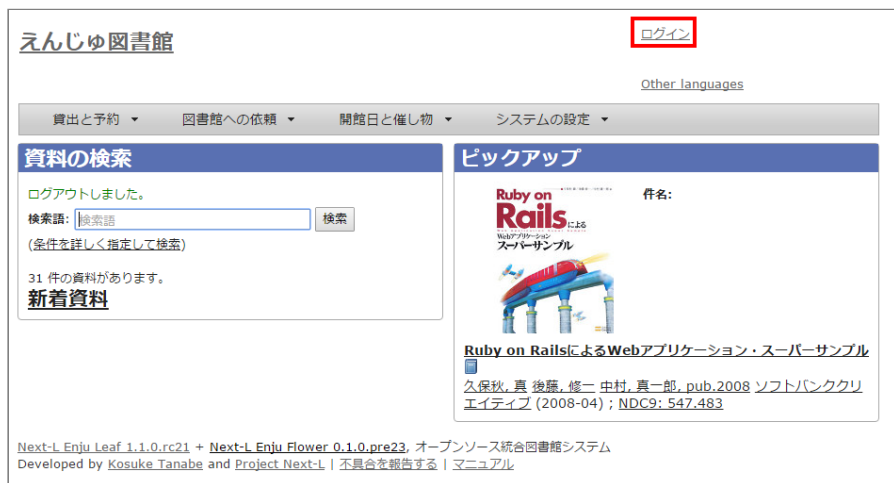 えんじゅ図書館
ログイン
Other languages
貸出と予約 ▼ 図書館への依頼 ▼ 開館日と催し物 ▼ システムの設定 ▼
資料の検索
ログアウトしました。
検索語: 検索語 検索
(条件を詳しく指定して検索)
31 件の資料があります。
新着資料
ピックアップ
Ruby on
Railsによる
Webアプリケーション
スーパーサンプル
件名:
Ruby on RailsによるWebアプリケーション・スーパーサンプル
久保秋, 真 後藤, 修一 中村, 真一郎, pub.2008 ソフトバンククリ
エイティブ (2008-04) ; NDC9: 547.483
Next-L Enju Leaf 1.1.0.rc21 + Next-L Enju Flower 0.1.0.pre23, オープンソース統合図書館システム
Developed by Kosuke Tanabe and Project Next-L | 不具合を報告する | マニュアル